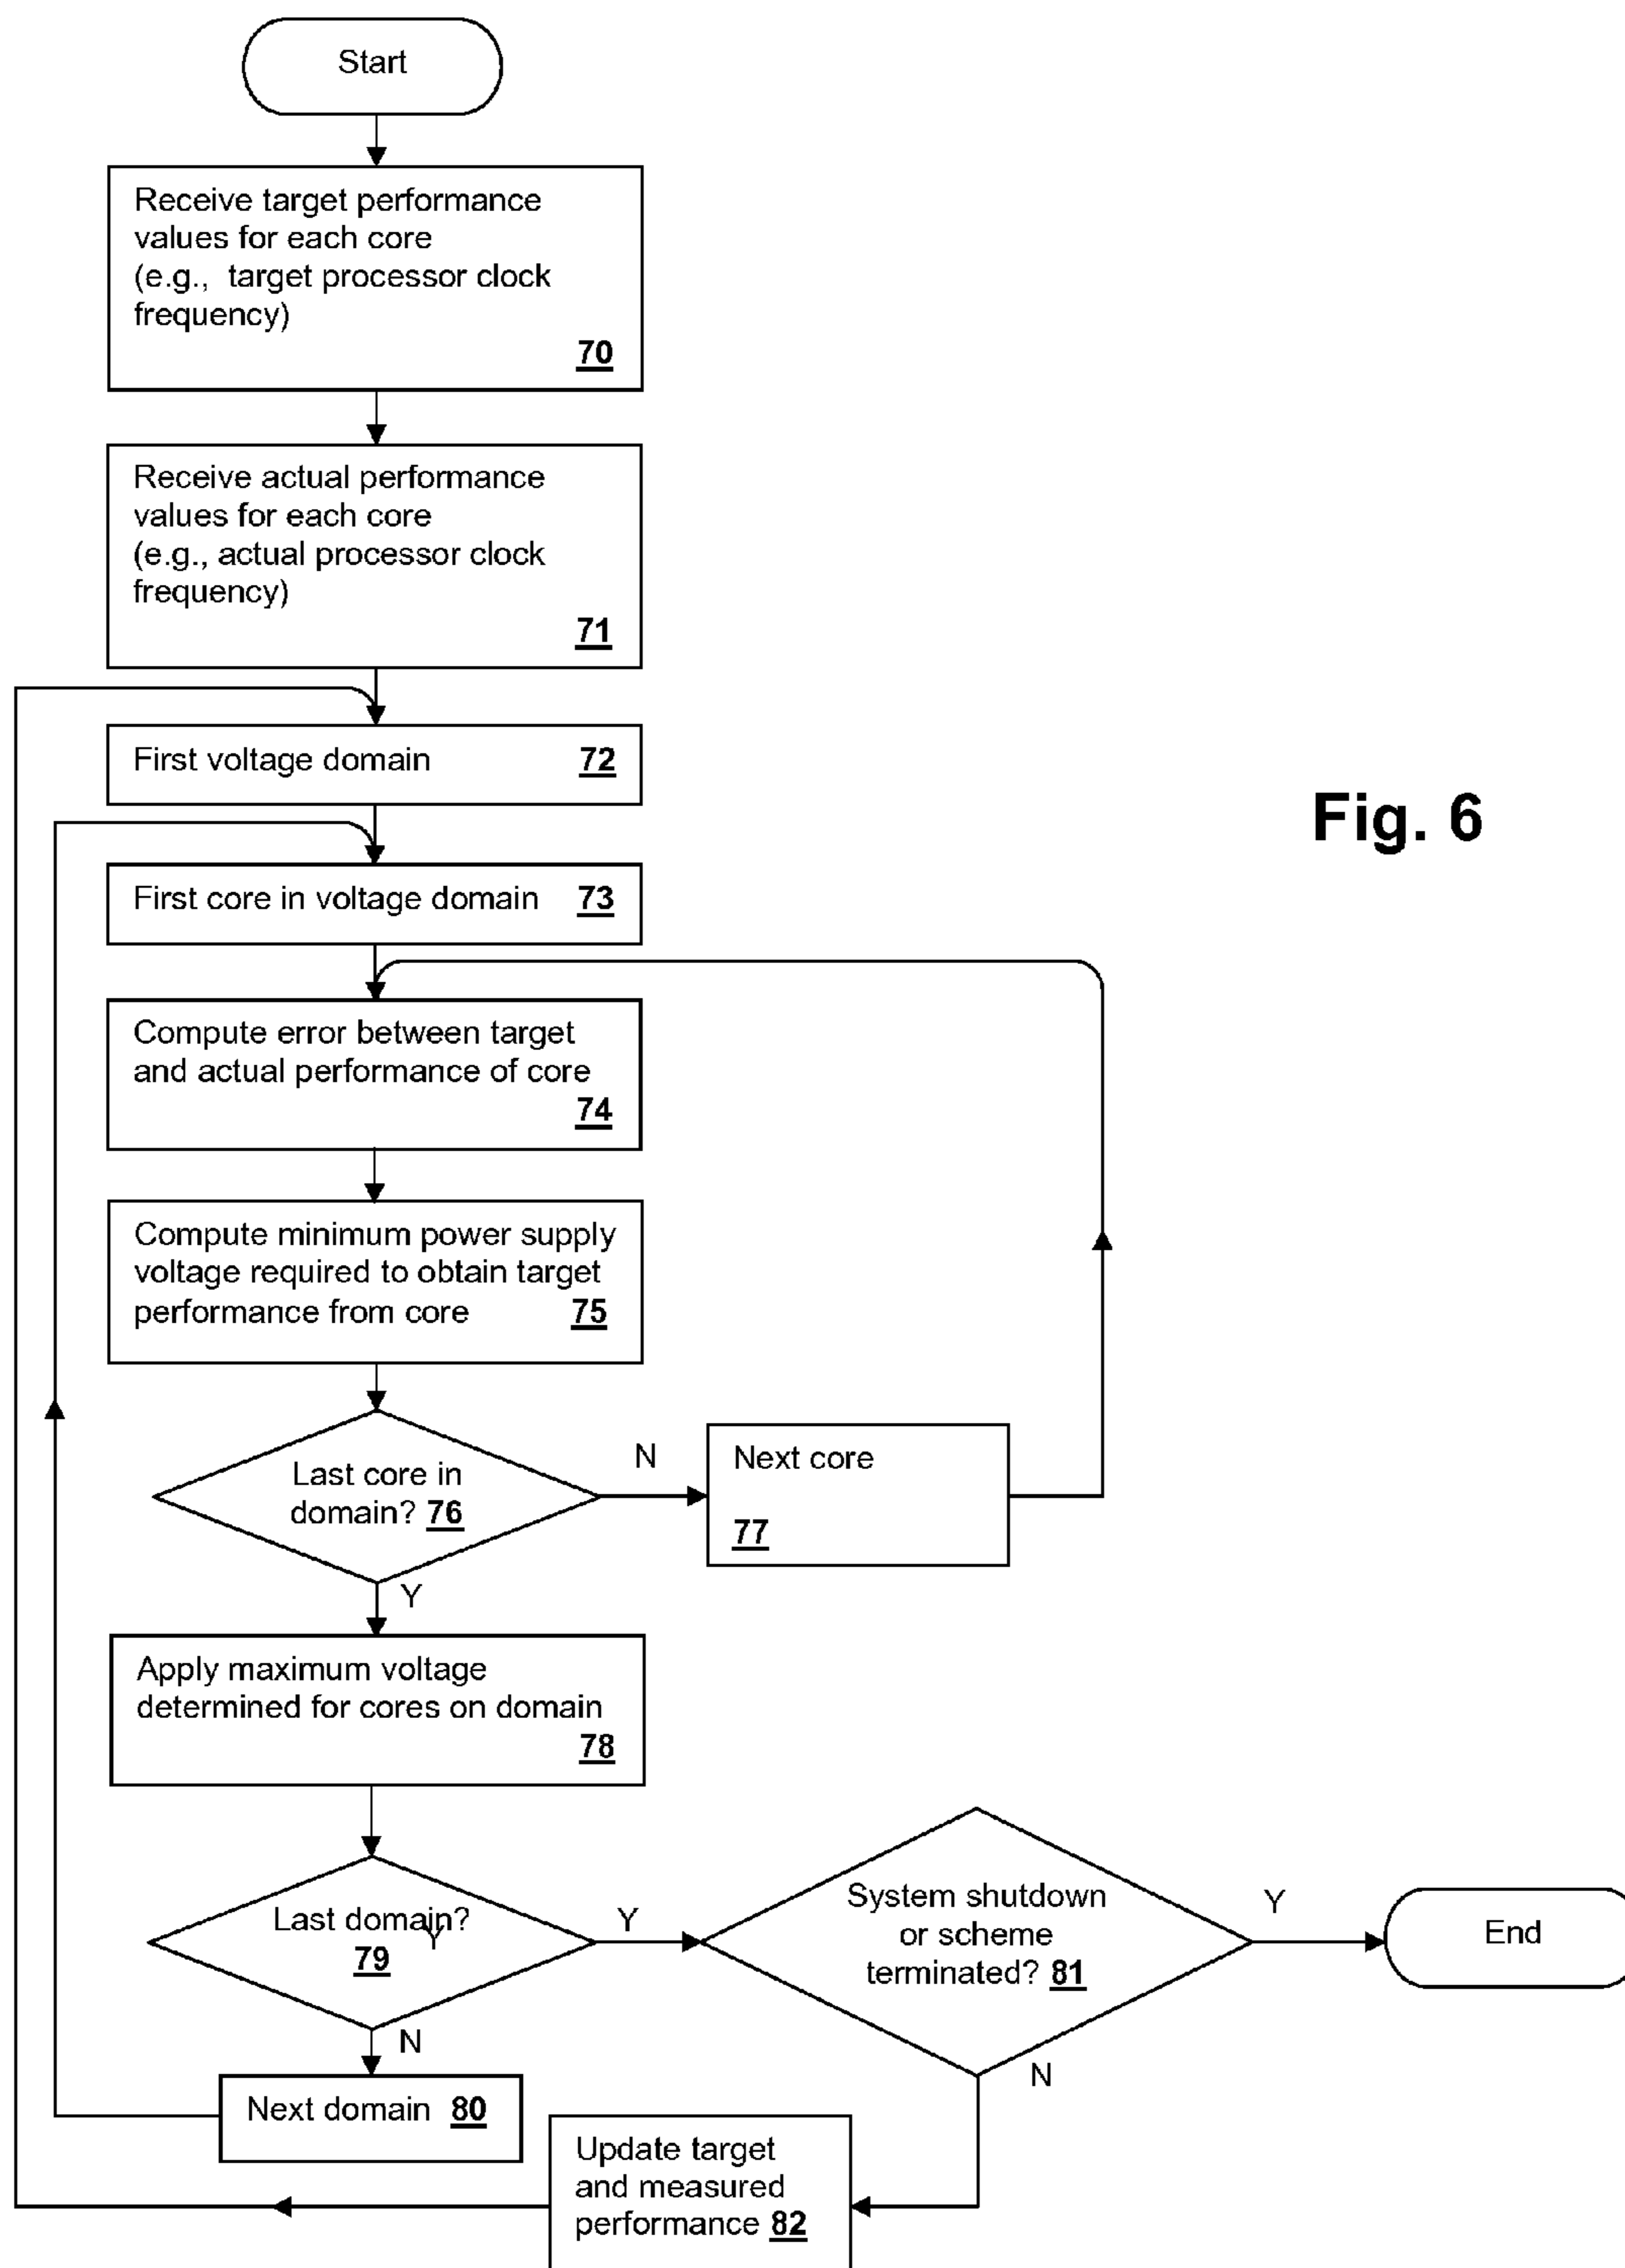 Start
Receive target performance
values for each core
(e.g., target processor clock
frequency)
70
Receive actual performance
values for each core
(e.g., actual processor clock
frequency)
71
First voltage domain 72
Fig. 6
First core in voltage domain 73
Compute error between target
and actual performance of core
74
Compute minimum power supply
voltage required to obtain target
performance from core 75
Last core in
domain? 76
N
Next core
77
Y
Apply maximum voltage
determined for cores on domain
78
Last domain?
Y
79
Y
System shutdown
or scheme
terminated? 81
Y
End
N
Next domain 80
N
Update target
and measured
performance 82